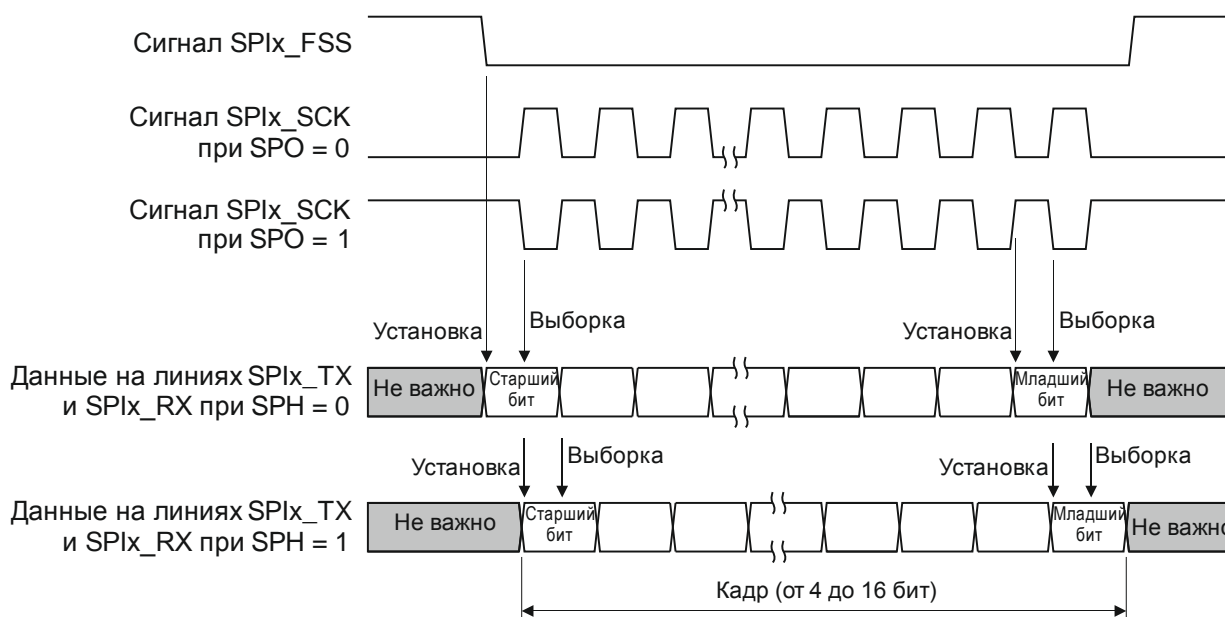 Сигнал SPIx_FSS
Сигнал SPIx_SCK
при SPO = 0
Сигнал SPIx_SCK
при SPO = 1
Установка
Выборка
Установка
Выборка
Данные на линиях SPIx_TX
и SPIx_RX при SPH = 0
Не важно
Старший
бит
Младший
бит
Не важно
Установка
Выборка
Установка
Выборка
Данные на линиях SPIx_TX
и SPIx_RX при SPH = 1
Не важно
Старший
бит
Младший
бит
Не важно
Кадр (от 4 до 16 бит)